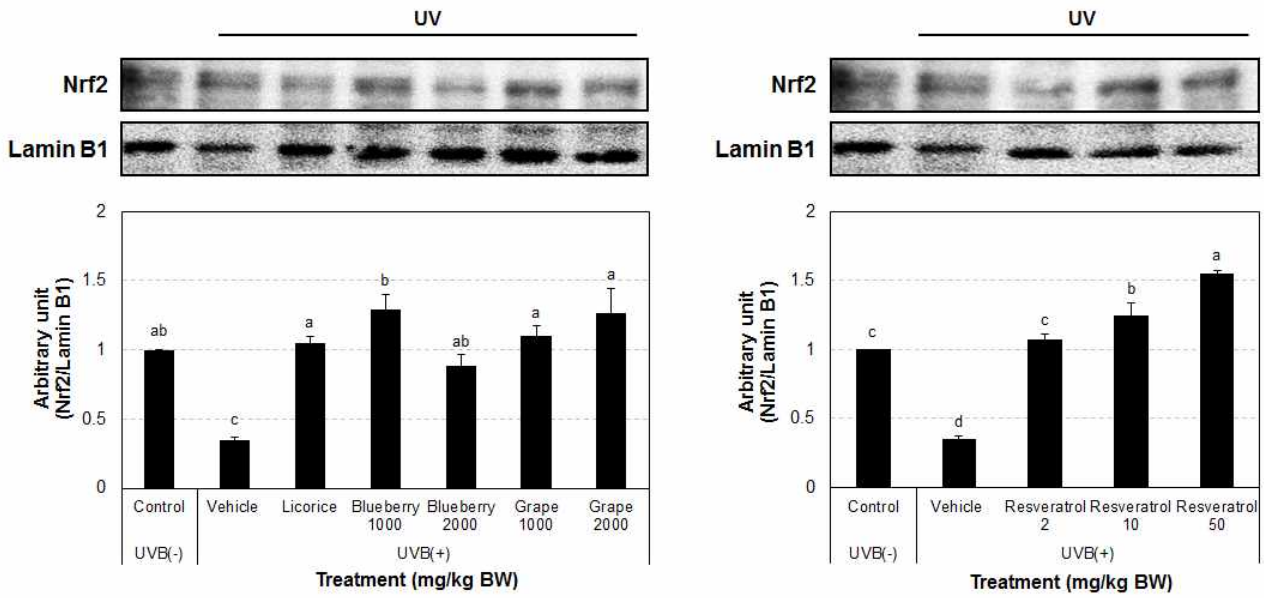 UV
Nrf2
Lamin B1
Arbitrary unit
(Nrf2/Lamin B1)
2
1.5
1
0.5
0
ab
c
a
b
ab
a
a
Control Vehicle Licorice Blueberry 1000 Blueberry 2000 Grape 1000 Grape 2000
UVB(-) UVB(+)
Treatment (mg/kg BW)
UV
Nrf2
Lamin B1
Arbitrary unit
(Nrf2/Lamin B1)
2
1.5
1
0.5
0
c
d
c
b
a
Control Vehicle Resveratrol 2 Resveratrol 10 Resveratrol 50
UVB(-) UVB(+)
Treatment (mg/kg BW)